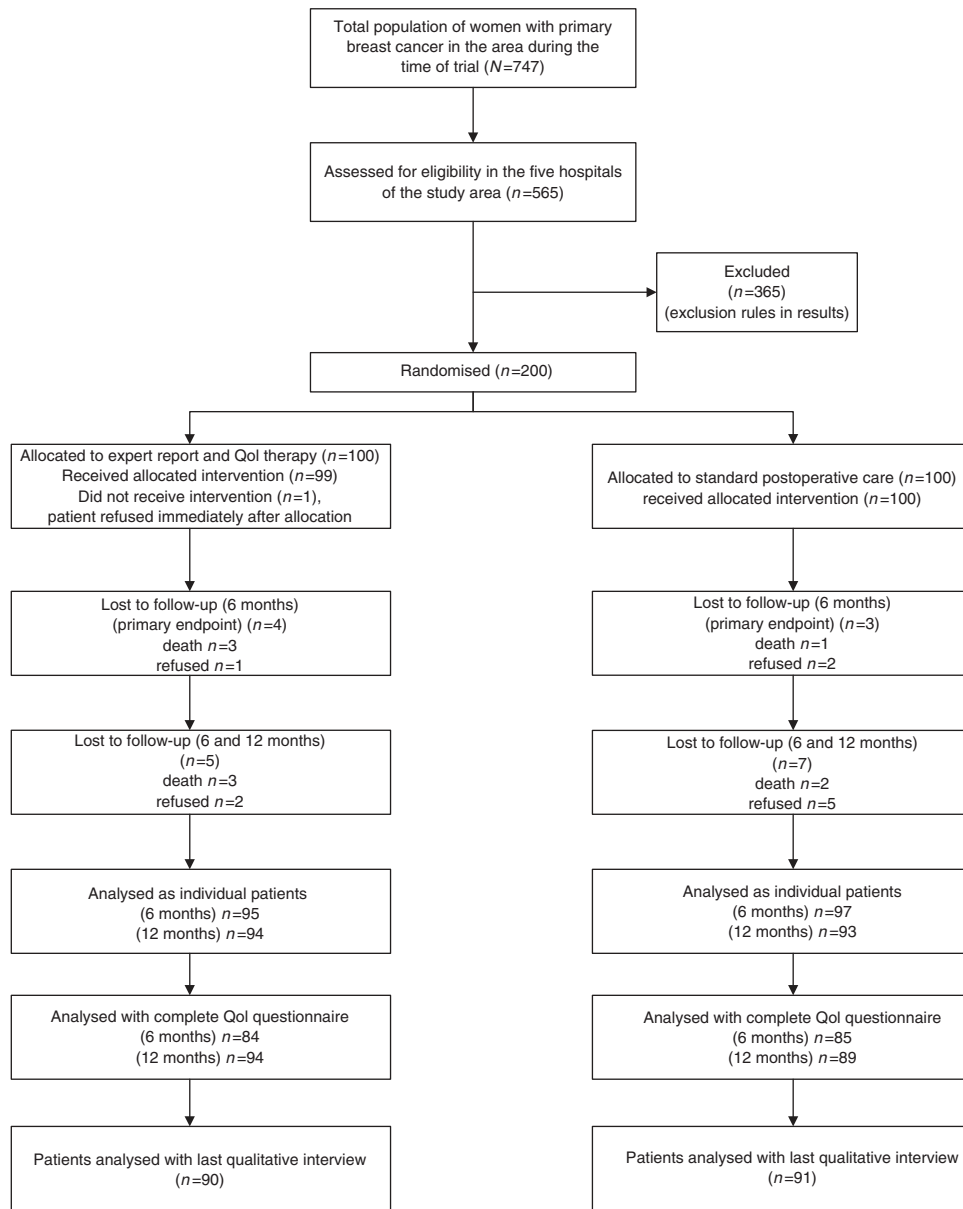 Total population of women with primary
breast cancer in the area during the
time of trial (N=747)
Assessed for eligibility in the five hospitals
of the study area (n=565)
Excluded
(n=365)
(exclusion rules in results)
Randomised (n=200)
Allocated to expert report and Qol therapy (n=100)
Received allocated intervention (n=99)
Did not receive intervention (n=1),
patient refused immediately after allocation
Allocated to standard postoperative care (n=100)
received allocated intervention (n=100)
Lost to follow-up (6 months)
(primary endpoint) (n=4)
death n=3
refused n=1
Lost to follow-up (6 months)
(primary endpoint) (n=3)
death n=1
refused n=2
Lost to follow-up (6 and 12 months)
(n=5)
death n=3
refused n=2
Lost to follow-up (6 and 12 months)
(n=7)
death n=2
refused n=5
Analysed as individual patients
(6 months) n=95
(12 months) n=94
Analysed as individual patients
(6 months) n=97
(12 months) n=93
Analysed with complete Qol questionnaire
(6 months) n=84
(12 months) n=94
Analysed with complete Qol questionnaire
(6 months) n=85
(12 months) n=89
Patients analysed with last qualitative interview
(n=90)
Patients analysed with last qualitative interview
(n=91)